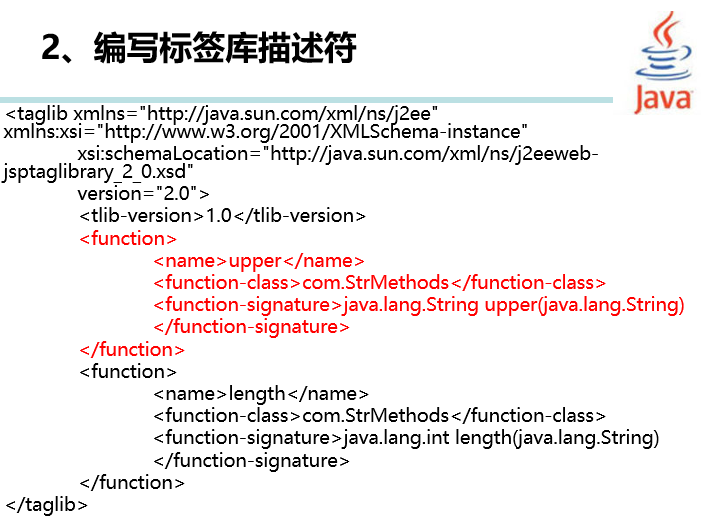 2、编写标签库描述符
Java
<taglib xmlns="http://java.sun.com/xml/ns/j2ee"
xmlns:xsi="http://www.w3.org/2001/XMLSchema-instance"
xsi:schemaLocation="http://java.sun.com/xml/ns/j2eeweb-
jsptaglibrary_2_0.xsd"
version="2.0">
<tlib-version>1.0</tlib-version>
<function>
<name>upper</name>
<function-class>com.StrMethods</function-class>
<function-signature>java.lang.String upper(java.lang.String)
</function-signature>
</function>
<function>
<name>length</name>
<function-class>com.StrMethods</function-class>
<function-signature>java.lang.int length(java.lang.String)
</function-signature>
</function>
</taglib>